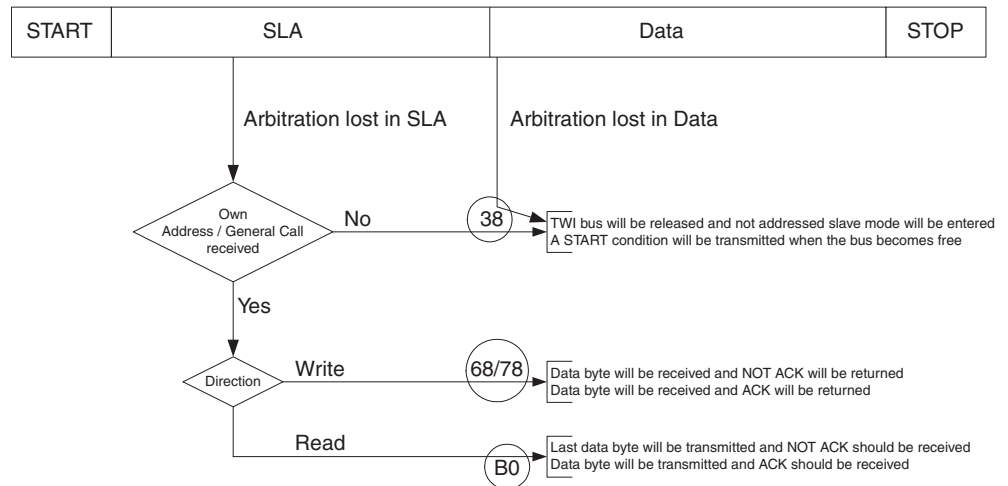 START SLA Data STOP
Arbitration lost in SLA Arbitration lost in Data
Own
Address / General Call
received
No
38
TWI bus will be released and not addressed slave mode will be entered
A START condition will be transmitted when the bus becomes free
Yes
Direction
Write
68/78
Data byte will be received and NOT ACK will be returned
Data byte will be received and ACK will be returned
Read
B0
Last data byte will be transmitted and NOT ACK should be received
Data byte will be transmitted and ACK should be received